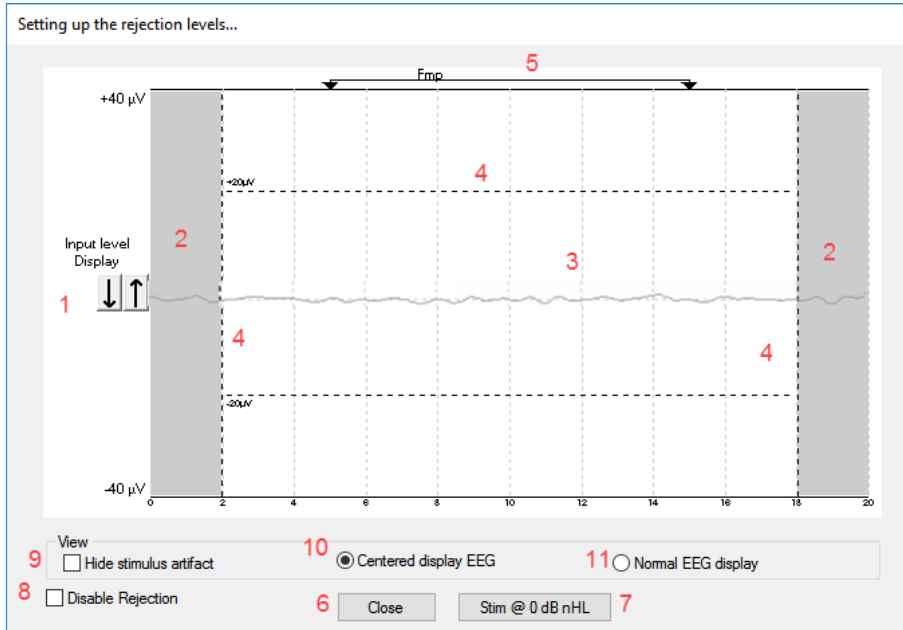 Setting up the rejection levels...
5
Fmp
+40 µV
4
+20µV
2
2
Input level
Display
3
1
↓ ↑
4
4
-20µV
-40 µV
0 2 4 6 8 10 12 14 16 18 20
View
9 Hide stimulus artifact 10 Centered display EEG 11 Normal EEG display
8 Disable Rejection
6 Close Stim @ 0 dB nHL 7